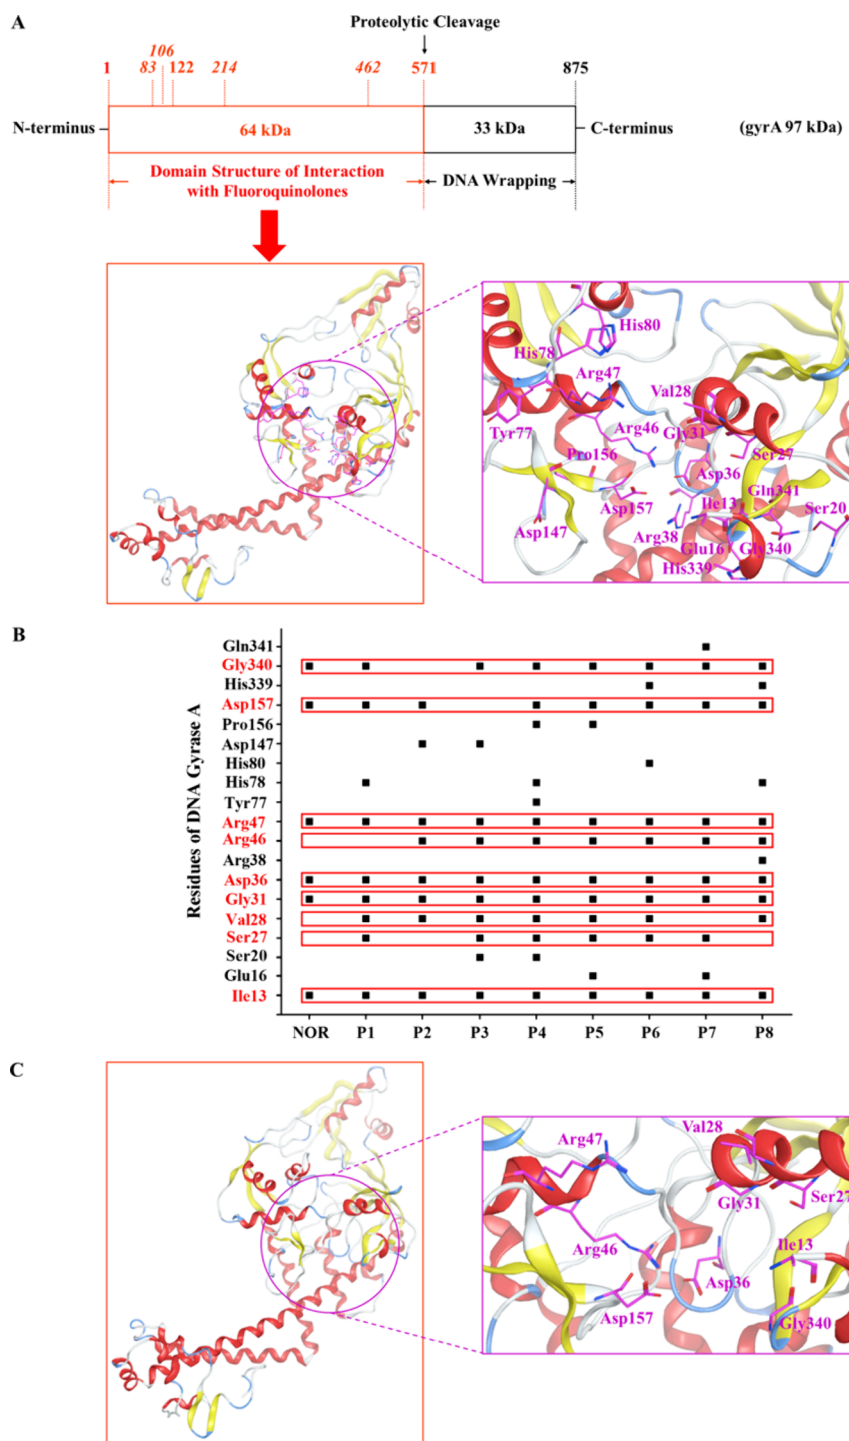 A
Proteolytic Cleavage
106
1 83 122 214 462 571 875
N-terminus 64 kDa 33 kDa C-terminus (gyrA 97 kDa)
Domain Structure of Interaction
with Fluoroquinolones
DNA Wrapping
His80
His78
Arg47
Val28
Tyr77
Arg46
Gly31
Ser27
Pro156
Asp36
Gln341
Asp157
Ile13
Ser20
Asp147
Arg38
Glu16
Gly340
His339
B
Residues of DNA Gyrase A
Gln341
Gly340
His339
Asp157
Pro156
Asp147
His80
His78
Tyr77
Arg47
Arg46
Arg38
Asp36
Gly31
Val28
Ser27
Ser20
Glu16
Ile13
NOR P1 P2 P3 P4 P5 P6 P7 P8
C
Val28
Arg47
Gly31
Ser27
Arg46
Ile13
Asp36
Asp157
Gly340